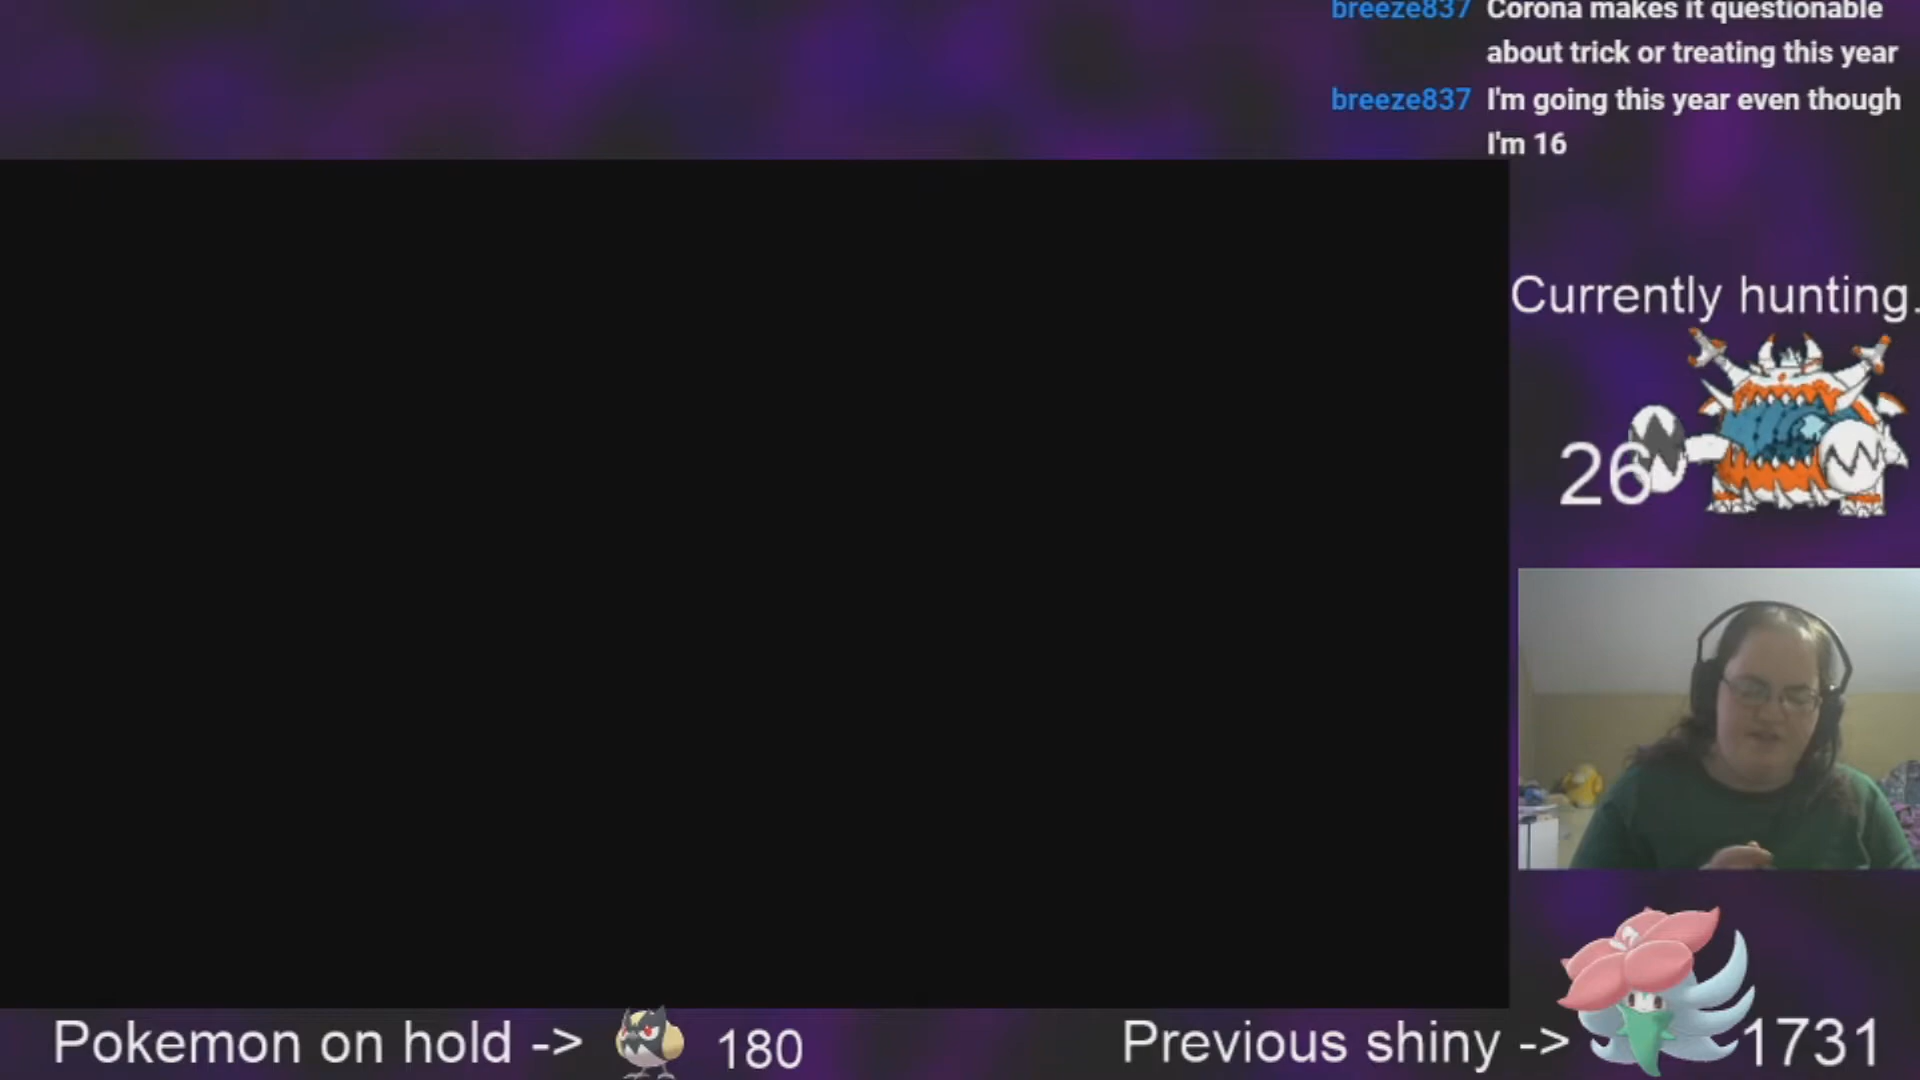 breeze837 Corona makes it questionable
about trick or treating this year
breeze837 I'm going this year even though
I'm 16
Currently hunting.
26
Pokemon on hold -> 180
Previous shiny -> 1731